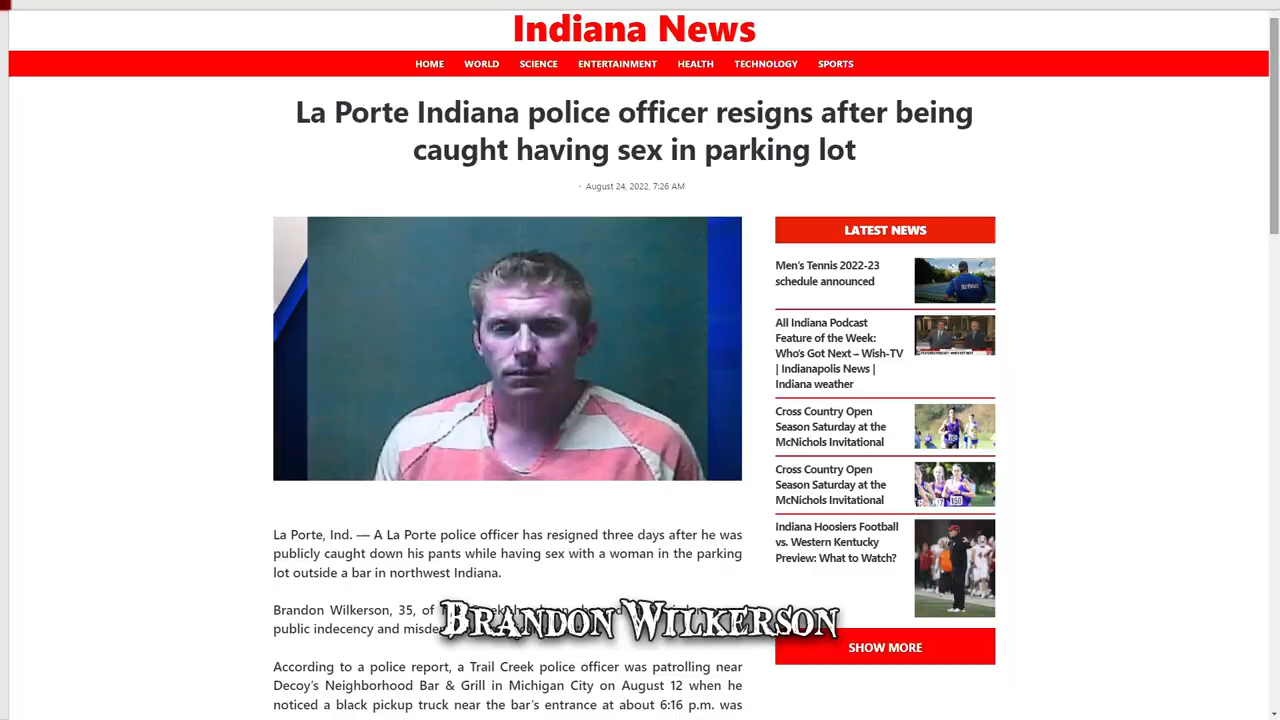 Indiana News
HOME WORLD SCIENCE ENTERTAINMENT HEALTH TECHNOLOGY SPORTS
La Porte Indiana police officer resigns after being
caught having sex in parking lot
- August 24, 2022, 7:26 AM
La Porte, Ind. — A La Porte police officer has resigned three days after he was
publicly caught down his pants while having sex with a woman in the parking
lot outside a bar in northwest Indiana.
Brandon Wilkerson, 35, of
public indecency and
BRANDON WILKERSON
According to a police report, a Trail Creek police officer was patrolling near
Decoy's Neighborhood Bar & Grill in Michigan City on August 12 when he
noticed a black pickup truck near the bar's entrance at about 6:16 p.m. was
LATEST NEWS
Men's Tennis 2022-23
schedule announced
All Indiana Podcast
Feature of the Week:
Who's Got Next – Wish-TV
| Indianapolis News |
Indiana weather
Cross Country Open
Season Saturday at the
McNichols Invitational
Cross Country Open
Season Saturday at the
McNichols Invitational
Indiana Hoosiers Football
vs. Western Kentucky
Preview: What to Watch?
SHOW MORE